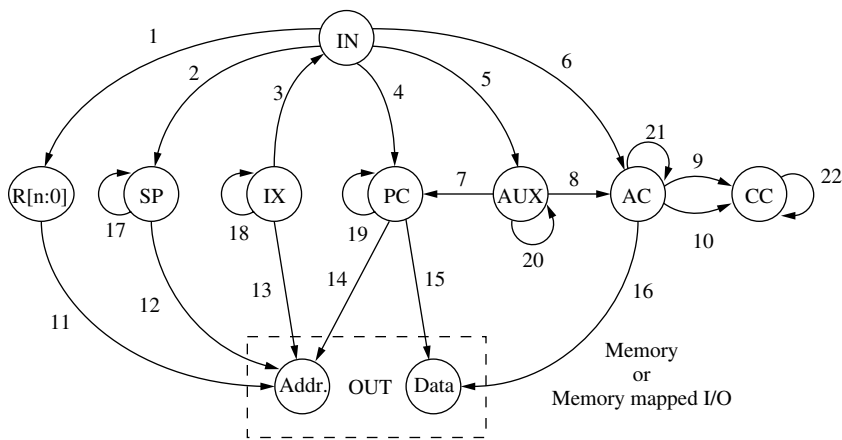 IN
1
2
3
4
5
6
R[n:0]
SP
IX
PC
7
AUX
8
AC
21
9
CC
22
17
18
19
20
10
11
12
13
14
15
16
Addr.
OUT
Data
Memory
or
Memory mapped I/O